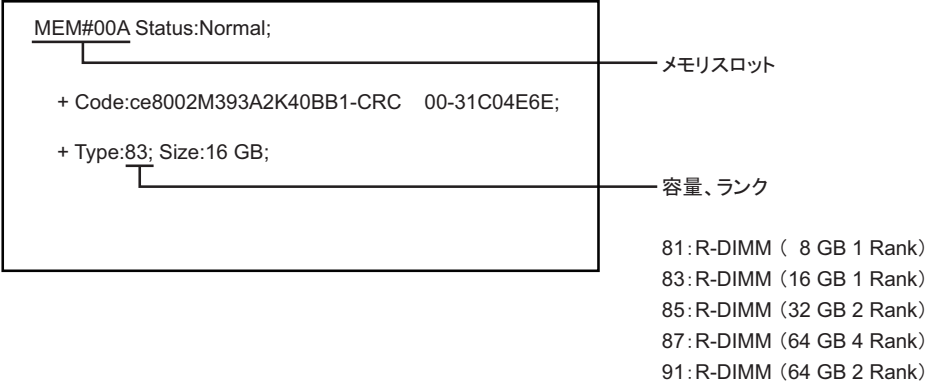 MEM#00A Status:Normal;
メモリスロット
+ Code:ce8002M393A2K40BB1-CRC 00-31C04E6E;
+ Type:83; Size:16 GB;
容量、ランク
81：R-DIMM（ 8 GB 1 Rank）
83：R-DIMM（16 GB 1 Rank）
85：R-DIMM（32 GB 2 Rank）
87：R-DIMM（64 GB 4 Rank）
91：R-DIMM（64 GB 2 Rank）